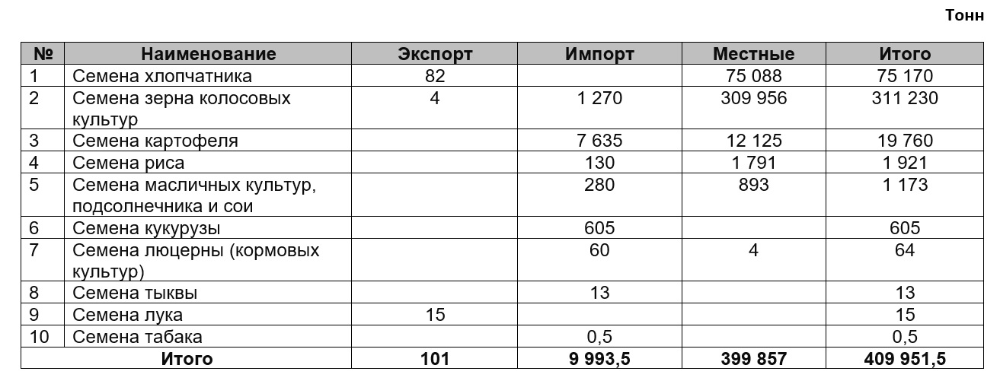 Тонн
№ Наименование Экспорт Импорт Местные Итого
1 Семена хлопчатника 82 75 088 75 170
2 Семена зерна колосовых 4 1 270 309 956 311 230
культур
3 Семена картофеля 7 635 12 125 19 760
4 Семена риса 130 1 791 1 921
5 Семена масличных культур, 280 893 1 173
подсолнечника и сои
6 Семена кукурузы 605 605
7 Семена люцерны (кормовых 60 4 64
культур)
8 Семена тыквы 13 13
9 Семена лука 15 15
10 Семена табака 0,5 0,5
Итого 101 9 993,5 399 857 409 951,5